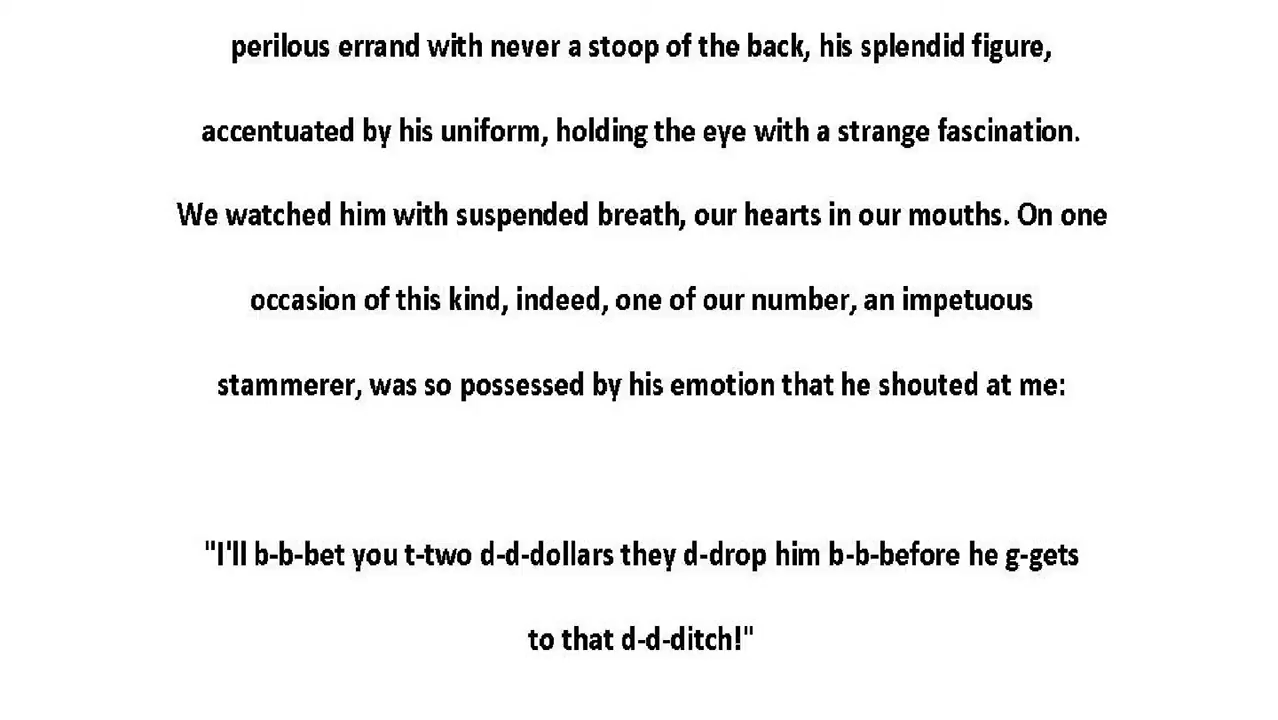 perilous errand with never a stoop of the back, his splendid figure,
accentuated by his uniform, holding the eye with a strange fascination.
We watched him with suspended breath, our hearts in our mouths. On one
occasion of this kind, indeed, one of our number, an impetuous
stammerer, was so possessed by his emotion that he shouted at me:
"I'll b-b-bet you t-two d-d-dollars they d-drop him b-b-before he g-gets
to that d-d-ditch!"